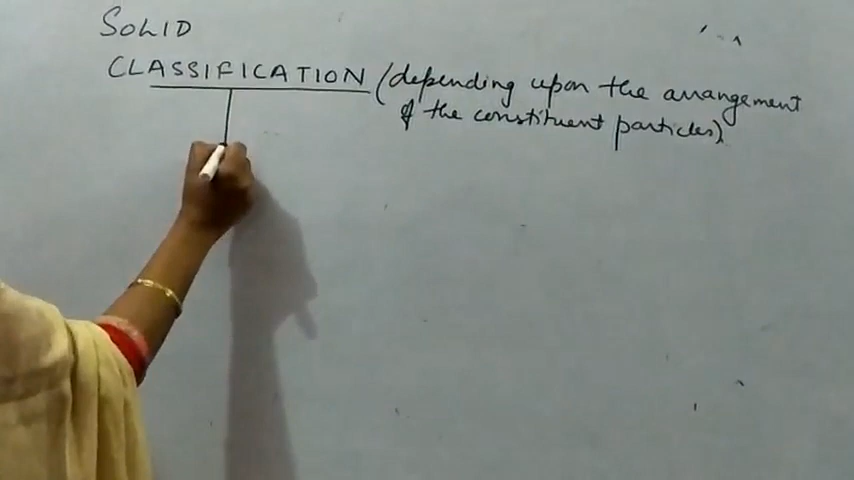 SOLID
CLASSIFICATION (depending upon the arrangement
of the constituent particles)